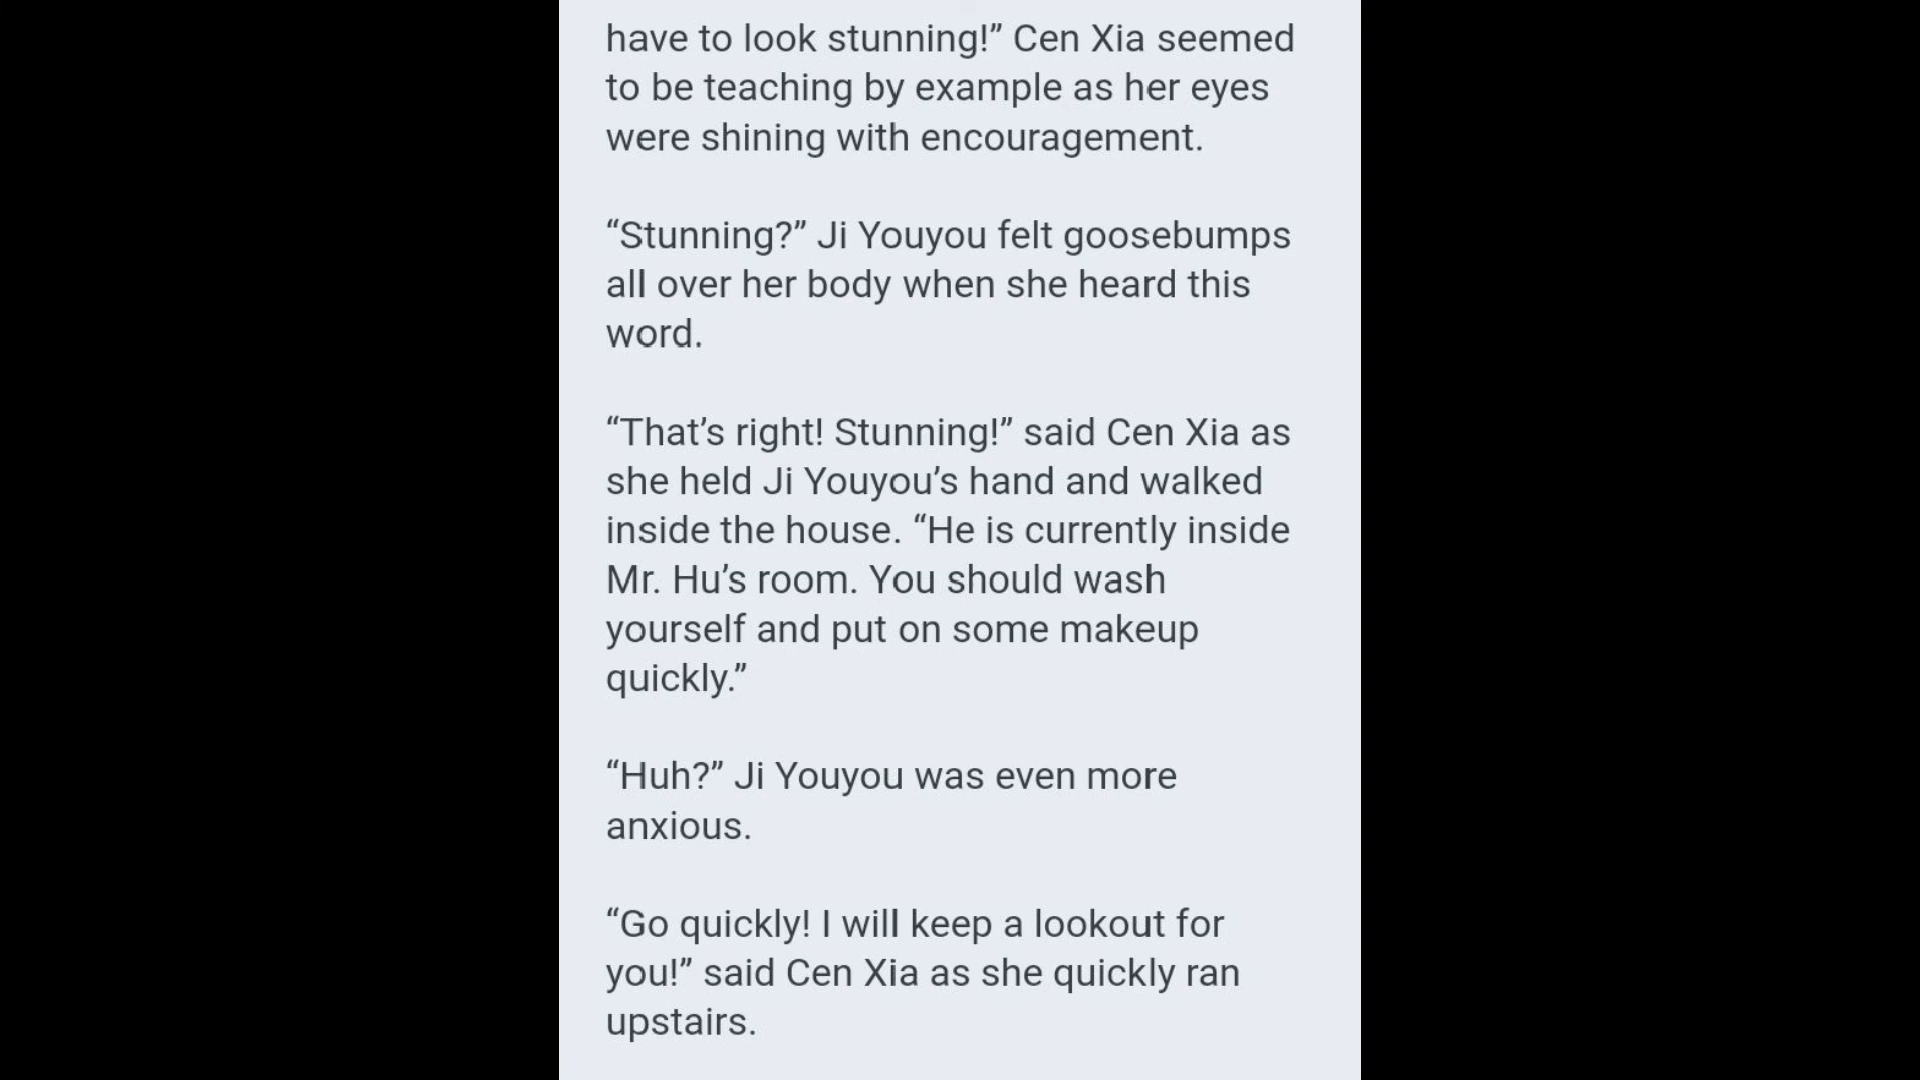 have to look stunning!” Cen Xia seemed
to be teaching by example as her eyes
were shining with encouragement.
“Stunning?” Ji Youyou felt goosebumps
all over her body when she heard this
word.
“That’s right! Stunning!” said Cen Xia as
she held Ji Youyou’s hand and walked
inside the house. “He is currently inside
Mr. Hu’s room. You should wash
yourself and put on some makeup
quickly.”
“Huh?” Ji Youyou was even more
anxious.
“Go quickly! I will keep a lookout for
you!” said Cen Xia as she quickly ran
upstairs.